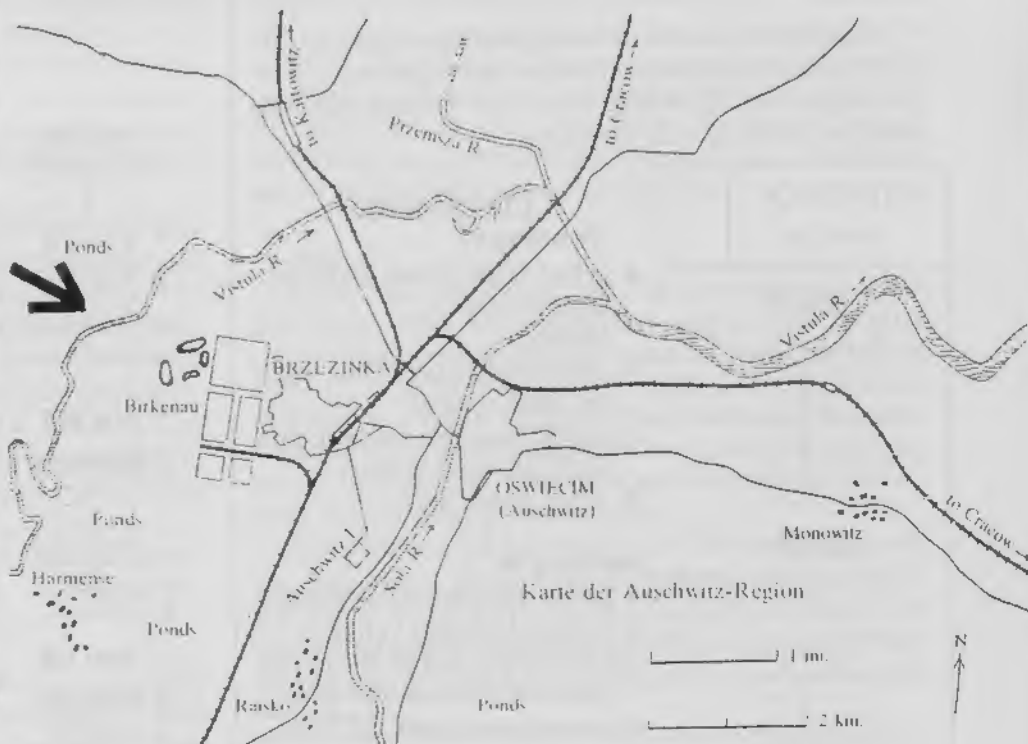 to Kattowitz
to Cracow
Przemsza R.
Ponds
Vistula R
Vistula R
BRZEZINKA
Birkenau
OSWIECIM
(Auschwitz)
to Cracow
Monowitz
Ponds
Auschwitz I
Sola R
Harmense
Karte der Auschwitz-Region
Ponds
1 mi.
N
Raisko
Ponds
2 km.